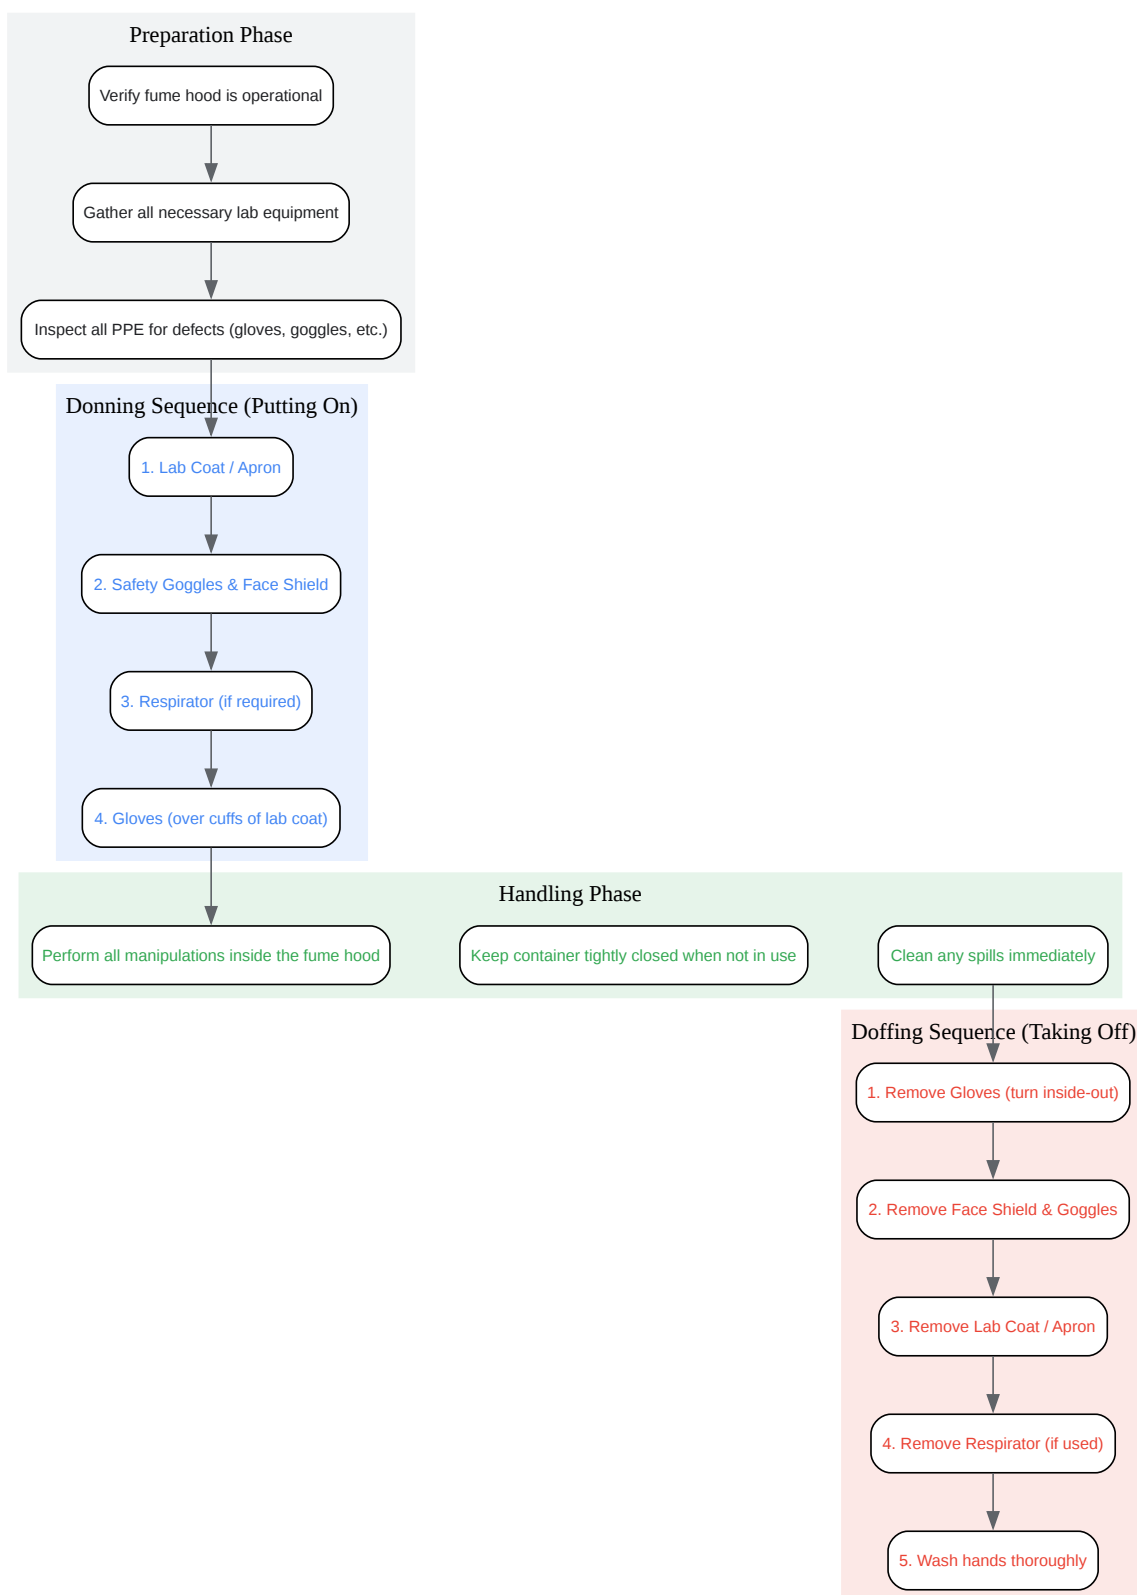 Preparation Phase
Verify fume hood is operational
Gather all necessary lab equipment
Inspect all PPE for defects (gloves, goggles, etc.)
Donning Sequence (Putting On)
1. Lab Coat / Apron
2. Safety Goggles & Face Shield
3. Respirator (if required)
4. Gloves (over cuffs of lab coat)
Handling Phase
Perform all manipulations inside the fume hood
Keep container tightly closed when not in use
Clean any spills immediately
Doffing Sequence (Taking Off)
1. Remove Gloves (turn inside-out)
2. Remove Face Shield & Goggles
3. Remove Lab Coat / Apron
4. Remove Respirator (if used)
5. Wash hands thoroughly